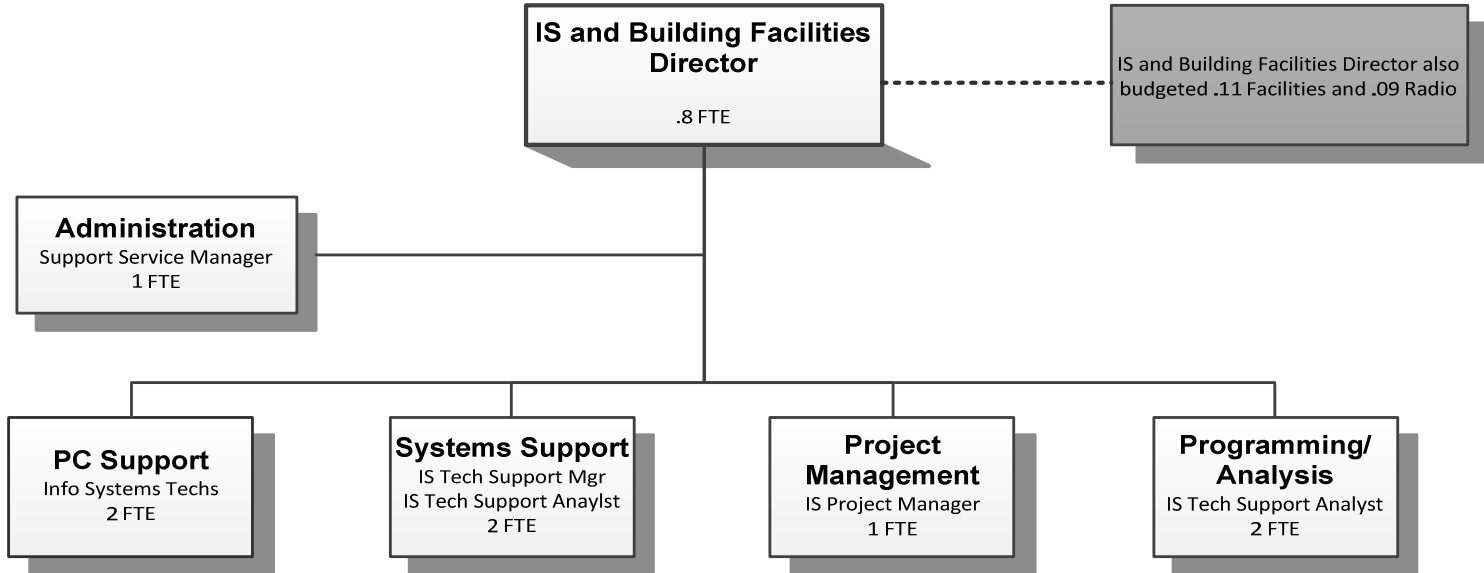 IS and Building Facilities
Director
.8 FTE
IS and Building Facilities Director also
budgeted .11 Facilities and .09 Radio
Administration
Support Service Manager
1 FTE
PC Support
Info Systems Techs
2 FTE
Systems Support
IS Tech Support Mgr
IS Tech Support Anaylst
2 FTE
Project
Management
IS Project Manager
1 FTE
Programming/
Analysis
IS Tech Support Analyst
2 FTE